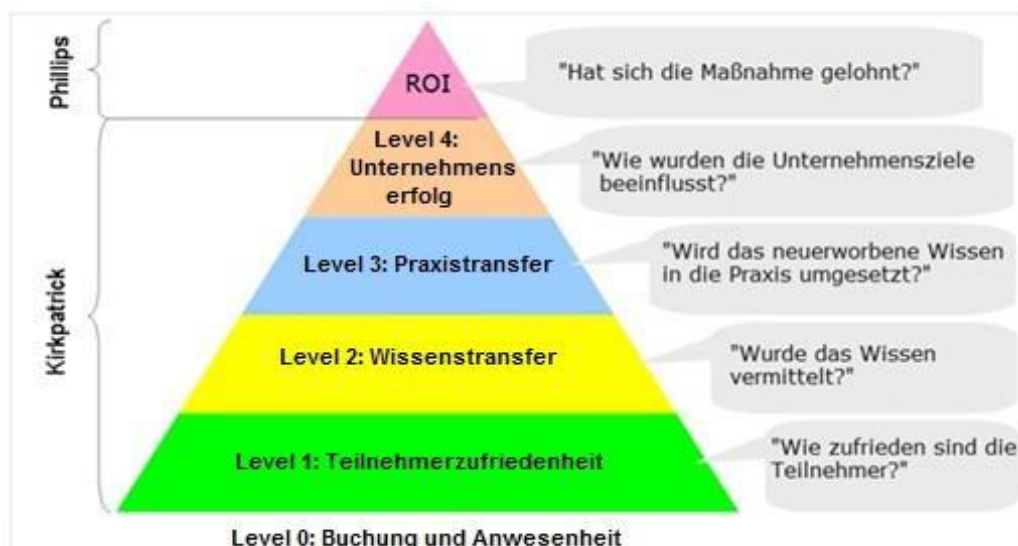 Phillips
ROI
"Hat sich die Maßnahme gelohnt?"
Kirkpatrick
Level 4:
Unternehmens
erfolg
"Wie wurden die Unternehmensziele
beeinflusst?"
Level 3: Praxistransfer
"Wird das neuerworbene Wissen
in die Praxis umgesetzt?"
Level 2: Wissenstransfer
"Wurde das Wissen
vermittelt?"
Level 1: Teilnehmerzufriedenheit
"Wie zufrieden sind die
Teilnehmer?"
Level 0: Buchung und Anwesenheit